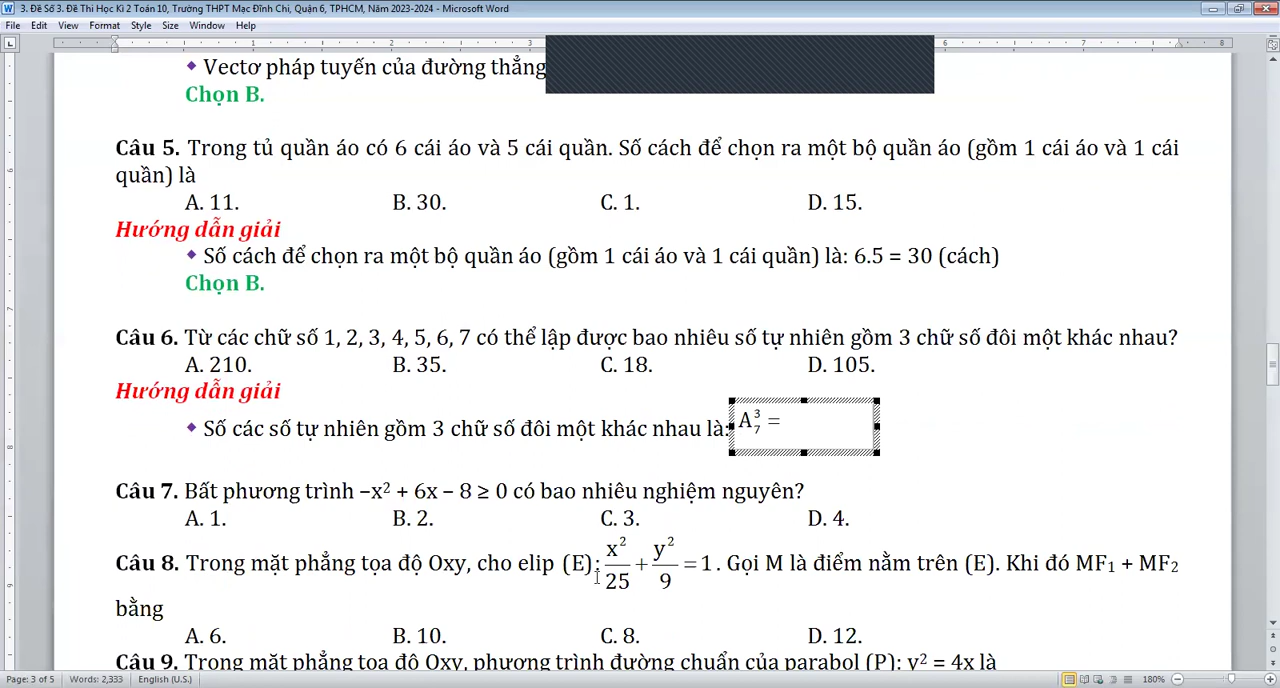 3. Đề Số 3. Đề Thi Học Kì 2 Toán 10, Trường THPT Mạc Đĩnh Chi, Quận 6, TPHCM, Năm 2023-2024 - Microsoft Word
File Edit View Format Style Size Window Help
1 2 3 6 7 8
❖ Vectơ pháp tuyến của đường thẳng
Chọn B.
Câu 5. Trong tủ quần áo có 6 cái áo và 5 cái quần. Số cách để chọn ra một bộ quần áo (gồm 1 cái áo và 1 cái
quần) là
A. 11. B. 30. C. 1. D. 15.
Hướng dẫn giải
❖ Số cách để chọn ra một bộ quần áo (gồm 1 cái áo và 1 cái quần) là: 6.5 = 30 (cách)
Chọn B.
Câu 6. Từ các chữ số 1, 2, 3, 4, 5, 6, 7 có thể lập được bao nhiêu số tự nhiên gồm 3 chữ số đôi một khác nhau?
A. 210. B. 35. C. 18. D. 105.
Hướng dẫn giải
❖ Số các số tự nhiên gồm 3 chữ số đôi một khác nhau là: A₇³ =
Câu 7. Bất phương trình –x² + 6x – 8 ≥ 0 có bao nhiêu nghiệm nguyên?
A. 1. B. 2. C. 3. D. 4.
Câu 8. Trong mặt phẳng tọa độ Oxy, cho elip (E): x²/25 + y²/9 = 1. Gọi M là điểm nằm trên (E). Khi đó MF₁ + MF₂
bằng
A. 6. B. 10. C. 8. D. 12.
Câu 9. Trong mặt phẳng tọa độ Oxy, phương trình đường chuẩn của parabol (P): y² = 4x là
Page: 3 of 5 Words: 2,333 English (U.S.) 180%